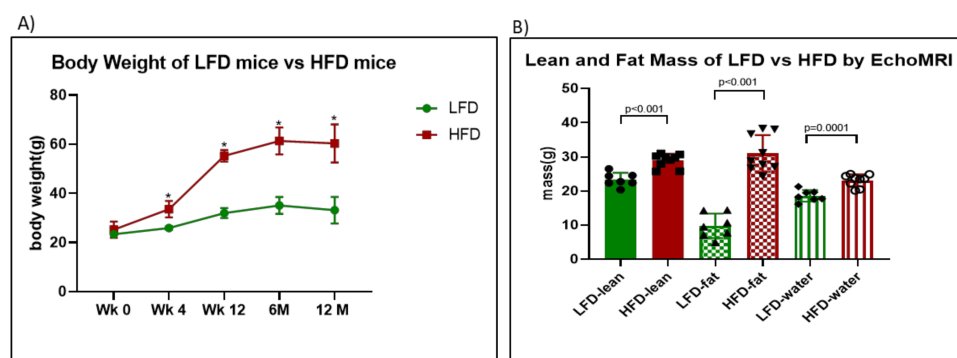 A)
Body Weight of LFD mice vs HFD mice
body weight(g)
80
60
40
20
0
*
*
*
*
Wk 0
Wk 4
Wk 12
6M
12 M
LFD
HFD
B)
Lean and Fat Mass of LFD vs HFD by EchoMRI
mass(g)
50
40
30
20
10
0
p<0.001
p<0.001
p=0.0001
LFD-lean
HFD-lean
LFD-fat
HFD-fat
LFD-water
HFD-water